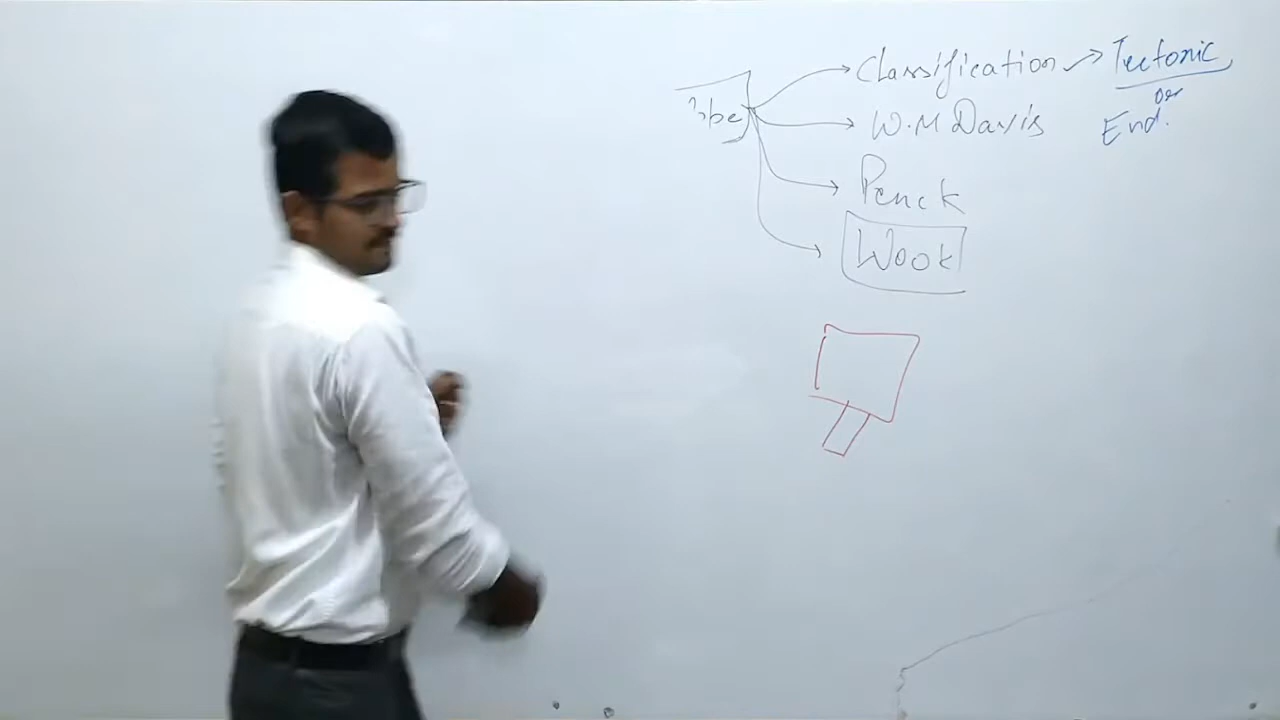 Classification → Tectonic
or
W.M Davis
End.
Penck
Wook